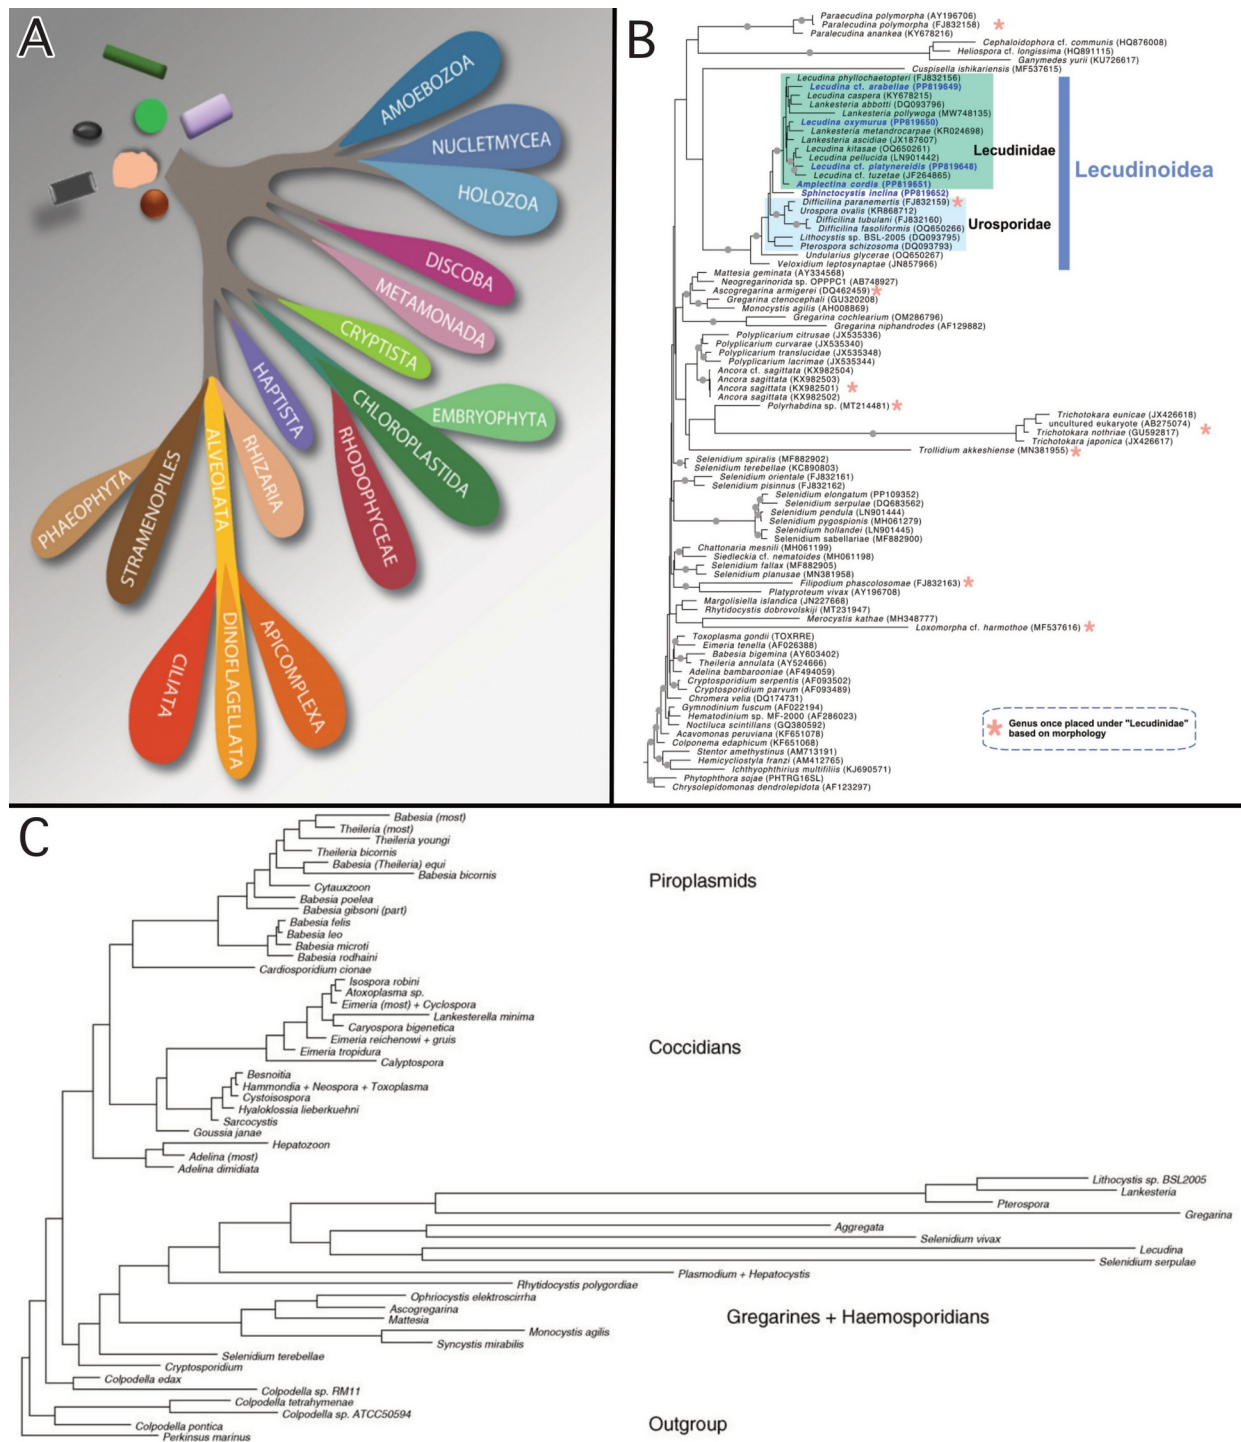 A
AMOEBOZOA
NUCLETMYCEA
HOLOZOA
DISCOBA
METAMONADA
CRYPTISTA
EMBRYOPHYTA
CHLOROPLASTIDA
RHODOPHYCEAE
HAPTISTA
RHIZARIA
ALVEOLATA
STRAMENOPILES
PHAEOPHYTA
CILIATA
DINOFLAGELLATA
APICOMPLEXA
B
Paraecudina polymorpha (AY196706)
Paralecudina polymorpha (FJ832158) *
Paralecudina anankea (KY678216)
Cephaloidophora cf. communis (HQ876008)
Heliospora cf. longissima (HQ891115)
Ganymedes yurii (KU726617)
Cuspisella ishikariensis (MF537615)
Lecudina phyllochaetopteri (FJ832156)
Lecudina cf. arabellae (PP819649)
Lecudina caspera (KY678215)
Lankesteria abbotti (DQ093796)
Lankesteria pollywoga (MW748135)
Lecudina oxymurus (PP819650)
Lankesteria metandrocarpae (KR024698)
Lankesteria ascidiae (JX187607)
Lecudina kitasae (OQ650261)
Lecudina pellucida (LN901442)
Lecudina cf. platynereidis (PP819648)
Lecudina cf. tuzetae (JF264865)
Amplectina cordis (PP819651)
Lecudinidae
Lecudinoidea
Sphinctocystis inclina (PP819652)
Difficilina paranemertis (FJ832159) *
Urospora ovalis (KR868712)
Difficilina tubulani (FJ832160)
Difficilina fasoliformis (OQ650266)
Lithocystis sp. BSL-2005 (DQ093795)
Pterospora schizosoma (DQ093793)
Urosporidae
Undularius glycerae (OQ650267)
Veloxidium leptosynaptae (JN857966)
Mattesia geminata (AY334568)
Neogregarinorida sp. OPPPC1 (AB748927)
Ascogregarina armigerei (DQ462459) *
Gregarina ctenocephali (GU320208)
Monocystis agilis (AH008869)
Gregarina cochlearium (OM286796)
Gregarina niphandrodes (AF129882)
Polyplicarium citrusae (JX535336)
Polyplicarium curvarae (JX535340)
Polyplicarium translucidae (JX535348)
Polyplicarium lacrimae (JX535344)
Ancora cf. sagittata (KX982504)
Ancora sagittata (KX982503)
Ancora sagittata (KX982501) *
Ancora sagittata (KX982502)
Polyrhabdina sp. (MT214481) *
Trichotokara eunicae (JX426618)
uncultured eukaryote (AB275074)
Trichotokara nothriae (GU592817) *
Trichotokara japonica (JX426617)
Trollidium akkeshiense (MN381955) *
Selenidium spiralis (MF882902)
Selenidium terebellae (KC890803)
Selenidium orientale (FJ832161)
Selenidium pisinnus (FJ832162)
Selenidium elongatum (PP109352)
Selenidium serpulae (DQ683562)
Selenidium pendula (LN901444)
Selenidium pygospionis (MH061279)
Selenidium hollandei (LN901445)
Selenidium sabellariae (MF882900)
Chattonaria mesnili (MH061199)
Siedleckia cf. nematoides (MH061198)
Selenidium fallax (MF882905)
Selenidium planusae (MN381958)
Filipodium phascolosomae (FJ832163) *
Platyproteum vivax (AY196708)
Margolisiella islandica (JN227668)
Rhytidocystis dobrovolskiji (MT231947)
Merocystis kathae (MH348777)
Loxomorpha cf. harmothoe (MF537616) *
Toxoplasma gondii (TOXRRE)
Eimeria tenella (AF026388)
Babesia bigemina (AY603402)
Theileria annulata (AY524666)
Adelina bambarooniae (AF494059)
Cryptosporidium serpentis (AF093502)
Cryptosporidium parvum (AF093489)
Chromera velia (DQ174731)
Gymnodinium fuscum (AF022194)
Hematodinium sp. MF-2000 (AF286023)
Noctiluca scintillans (GQ380592)
Acavomonas peruviana (KF651078)
Colponema edaphicum (KF651068)
Stentor amethystinus (AM713191)
Hemicycliostyla franzi (AM412765)
Ichthyophthirius multifiliis (KJ690571)
Phytophthora sojae (PHTRG16SL)
Chrysolepidomonas dendrolepidota (AF123297)
* Genus once placed under "Lecudinidae"
based on morphology
C
Babesia (most)
Theileria (most)
Theileria youngi
Theileria bicornis
Babesia (Theileria) equi
Babesia bicornis
Cytauxzoon
Babesia poelea
Babesia gibsoni (part)
Babesia felis
Babesia leo
Babesia microti
Babesia rodhaini
Cardiosporidium cionae
Piroplasmids
Isospora robini
Atoxoplasma sp.
Eimeria (most) + Cyclospora
Lankesterella minima
Caryospora bigenetica
Eimeria reichenowi + gruis
Eimeria tropidura
Calyptospora
Besnoitia
Hammondia + Neospora + Toxoplasma
Cystoisospora
Hyaloklossia lieberkuehni
Sarcocystis
Goussia janae
Hepatozoon
Adelina (most)
Adelina dimidiata
Coccidians
Lithocystis sp. BSL2005
Lankesteria
Pterospora
Gregarina
Aggregata
Selenidium vivax
Lecudina
Selenidium serpulae
Plasmodium + Hepatocystis
Rhytidocystis polygordiae
Ophriocystis elektroscirrha
Ascogregarina
Mattesia
Monocystis agilis
Syncystis mirabilis
Selenidium terebellae
Cryptosporidium
Gregarines + Haemosporidians
Colpodella edax
Colpodella sp. RM11
Colpodella tetrahymenae
Colpodella sp. ATCC50594
Colpodella pontica
Perkinsus marinus
Outgroup